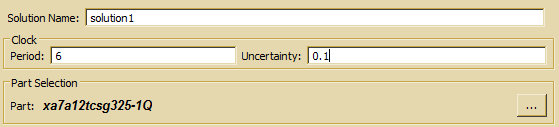 Solution Name: solution1
Clock
Period: 6 Uncertainty: 0.1
Part Selection
Part: xa7a12tcsg325-1Q ...